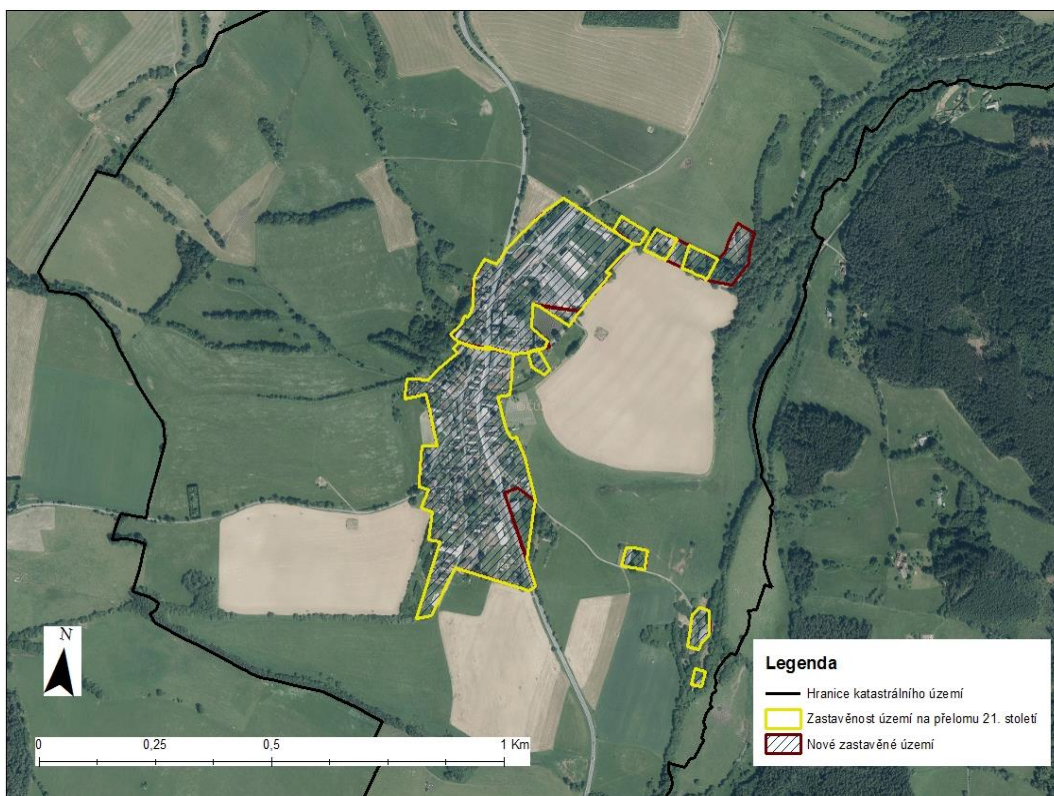 N
0 0,25 0,5 1 Km
Legenda
Hranice katastrálního území
Zastavěnost území na přelomu 21. století
Nové zastavěné území